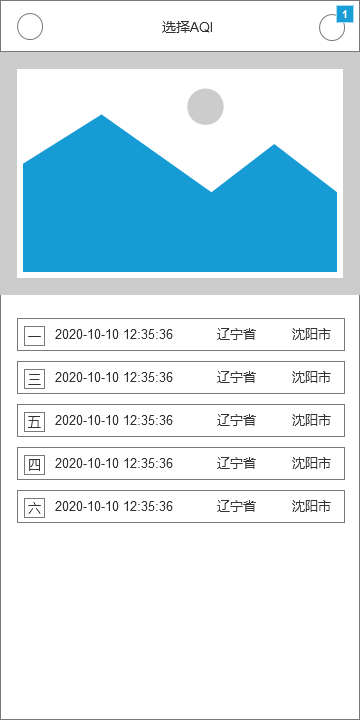 选择AQI
1
一 2020-10-10 12:35:36 辽宁省 沈阳市
三 2020-10-10 12:35:36 辽宁省 沈阳市
五 2020-10-10 12:35:36 辽宁省 沈阳市
四 2020-10-10 12:35:36 辽宁省 沈阳市
六 2020-10-10 12:35:36 辽宁省 沈阳市